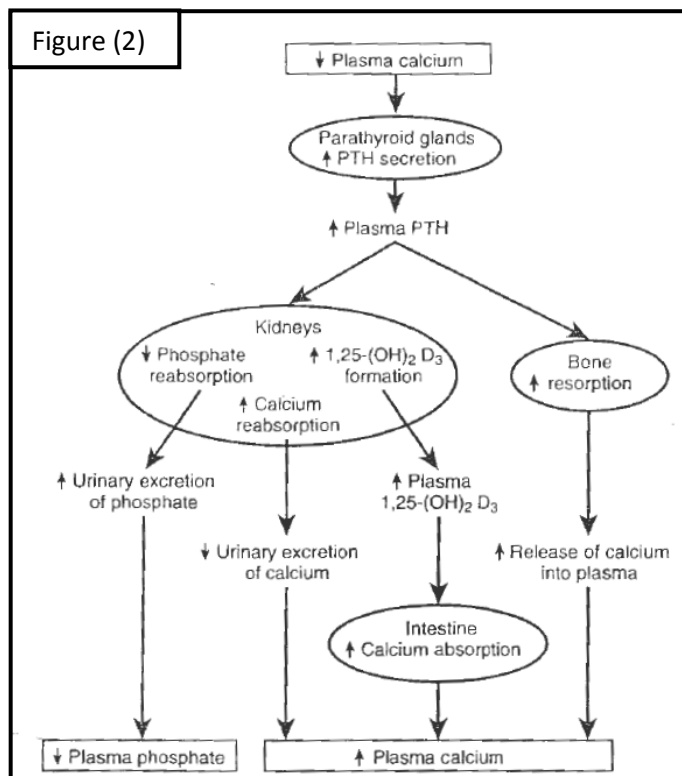 Figure (2)
↓ Plasma calcium
Parathyroid glands
↑ PTH secretion
↑ Plasma PTH
Kidneys
↓ Phosphate
reabsorption
↑ 1,25-(OH)₂ D₃
formation
↑ Calcium
reabsorption
Bone
↑ resorption
↑ Urinary excretion
of phosphate
↑ Plasma
1,25-(OH)₂ D₃
↓ Urinary excretion
of calcium
↑ Release of calcium
into plasma
Intestine
↑ Calcium absorption
↓ Plasma phosphate
↑ Plasma calcium